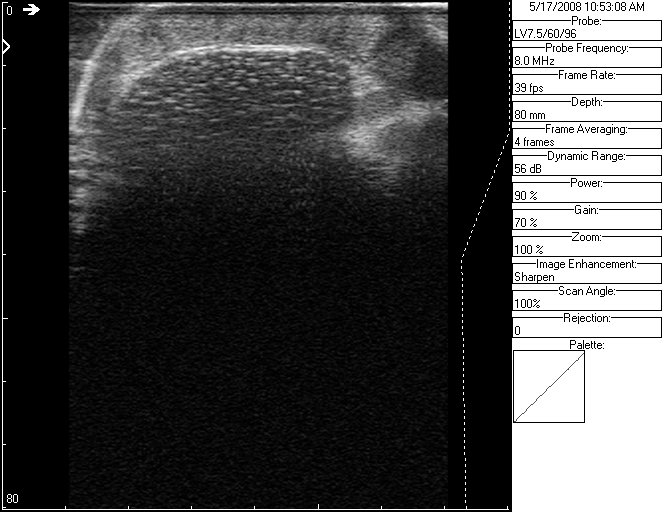 0
80
5/17/2008 10:53:08 AM
Probe:
LV7.5/60/96
Probe Frequency:
8.0 MHz
Frame Rate:
39 fps
Depth:
80 mm
Frame Averaging:
4 frames
Dynamic Range:
56 dB
Power:
90 %
Gain:
70 %
Zoom:
100 %
Image Enhancement:
Sharpen
Scan Angle:
100%
Rejection:
0
Palette: